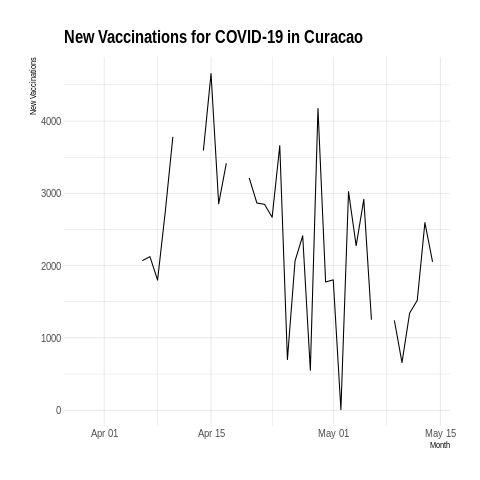 New Vaccinations for COVID-19 in Curacao
New Vaccinations
4000
3000
2000
1000
0
Apr 01 Apr 15 May 01 May 15
Month